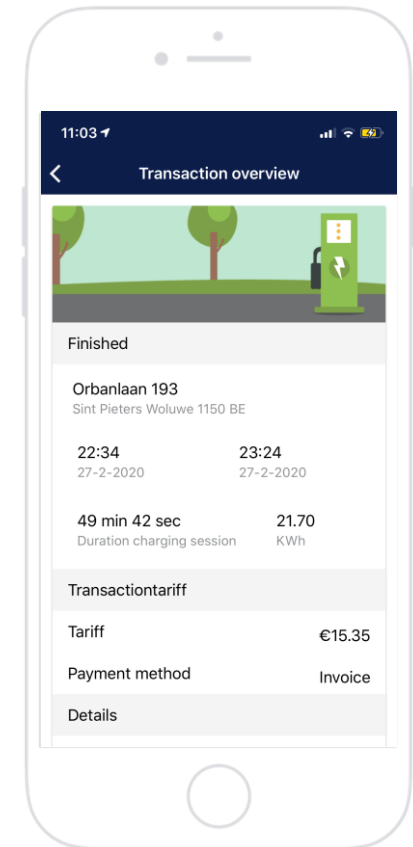 11:03
Transaction overview
Finished
Orbanlaan 193
Sint Pieters Woluwe 1150 BE
22:34 23:24
27-2-2020 27-2-2020
49 min 42 sec 21.70
Duration charging session KWh
Transactiontariff
Tariff €15.35
Payment method Invoice
Details